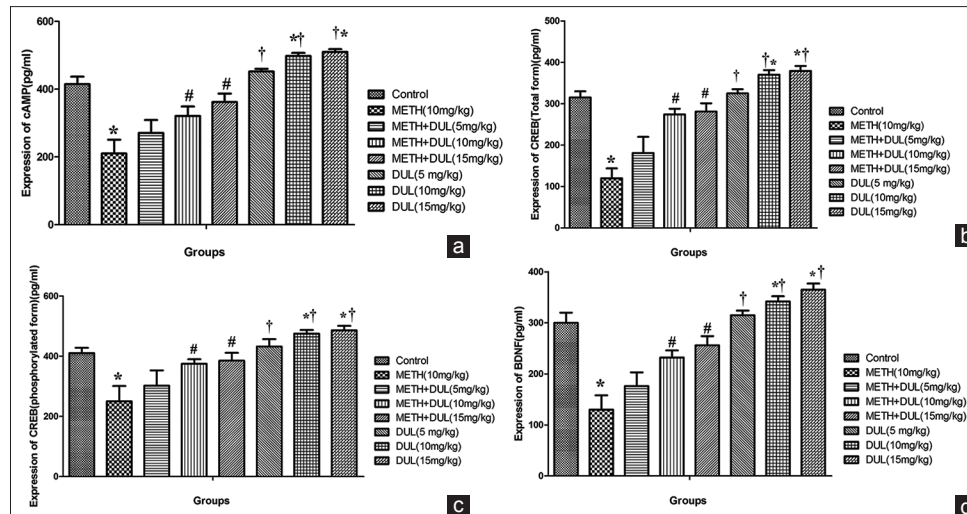 Expression of cAMP(pg/ml)
600
400
200
0
*
#
#
†
*†
†*
Groups
Control
METH(10mg/kg)
METH+DUL(5mg/kg)
METH+DUL(10mg/kg)
METH+DUL(15mg/kg)
DUL(5 mg/kg)
DUL(10mg/kg)
DUL(15mg/kg)
a
Expression of CREB(Total form)(pg/ml)
500
400
300
200
100
0
*
#
#
†
†*
*†
Groups
Control
METH(10mg/kg)
METH+DUL(5mg/kg)
METH+DUL(10mg/kg)
METH+DUL(15mg/kg)
DUL(5 mg/kg)
DUL(10mg/kg)
DUL(15mg/kg)
b
Expression of CREB(phosphorylated form)(pg/ml)
600
400
200
0
*
#
#
†
*†
*†
Groups
Control
METH(10mg/kg)
METH+DUL(5mg/kg)
METH+DUL(10mg/kg)
METH+DUL(15mg/kg)
DUL(5 mg/kg)
DUL(10mg/kg)
DUL(15mg/kg)
c
Expression of BDNF(pg/ml)
400
300
200
100
0
*
#
#
†
*†
*†
Groups
Control
METH(10mg/kg)
METH+DUL(5mg/kg)
METH+DUL(10mg/kg)
METH+DUL(15mg/kg)
DUL(5 mg/kg)
DUL(10mg/kg)
DUL(15mg/kg)
d